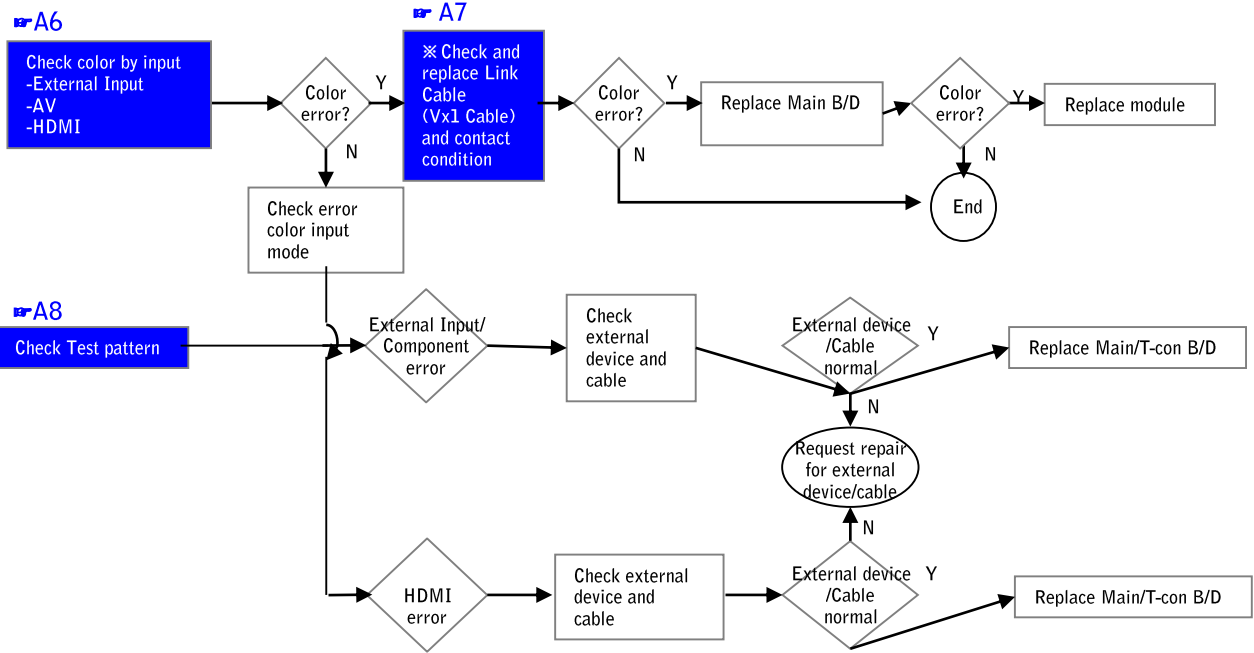 ☛A6
Check color by input
-External Input
-AV
-HDMI
Color
error?
Y
N
☛ A7
※ Check and
replace Link
Cable
(Vx1 Cable)
and contact
condition
Color
error?
Y
N
Replace Main B/D
Color
error?
Y
N
Replace module
End
Check error
color input
mode
☛A8
Check Test pattern
External Input/
Component
error
Check
external
device and
cable
External device
/Cable
normal
Y
N
Replace Main/T-con B/D
Request repair
for external
device/cable
N
HDMI
error
Check external
device and
cable
External device
/Cable
normal
Y
Replace Main/T-con B/D